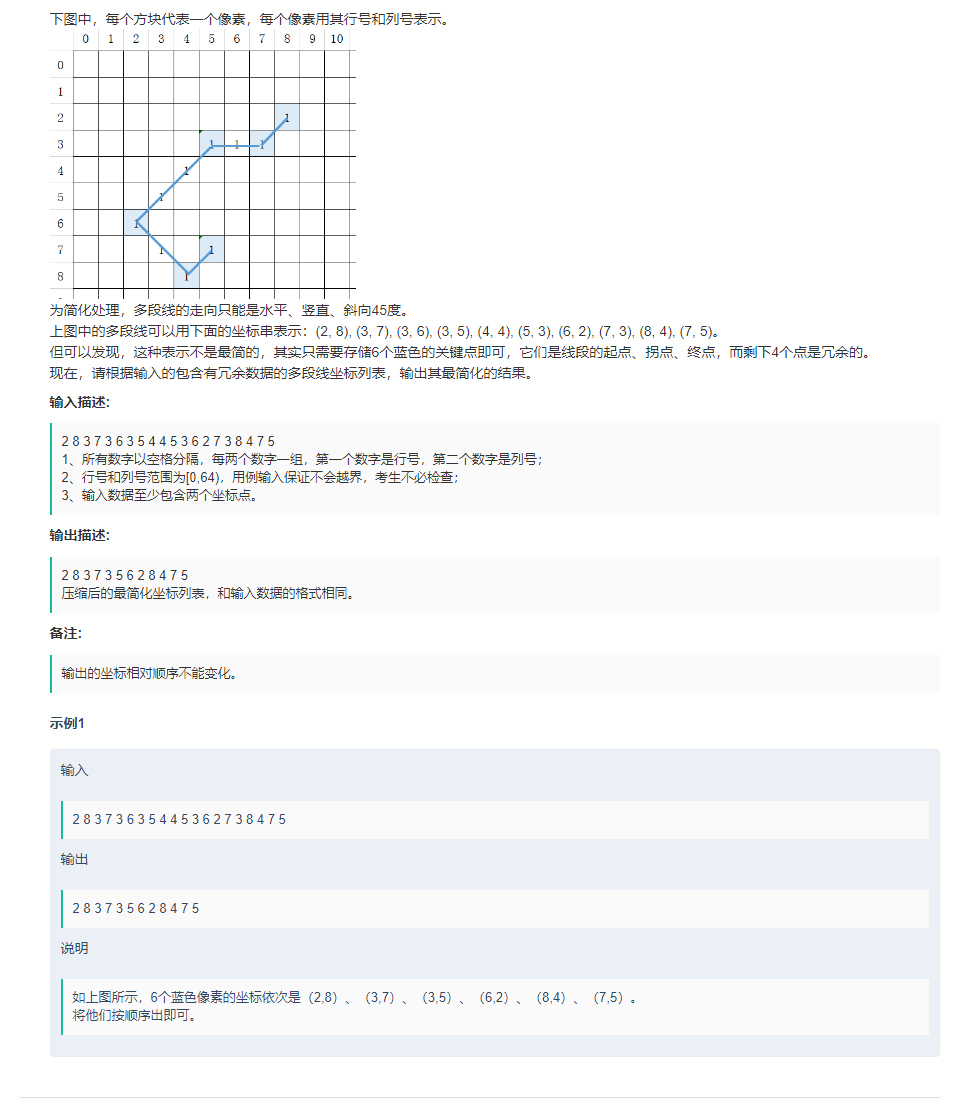 下图中，每个方块代表一个像素，每个像素用其行号和列号表示。
0 1 2 3 4 5 6 7 8 9 10
0
1
2 1
3 1 1 1
4 1
5 1
6 1
7 1 1
8 1
为简化处理，多段线的走向只能是水平、竖直、斜向45度。
上图中的多段线可以用下面的坐标串表示：(2, 8), (3, 7), (3, 6), (3, 5), (4, 4), (5, 3), (6, 2), (7, 3), (8, 4), (7, 5)。
但可以发现，这种表示不是最简的，其实只需要存储6个蓝色的关键点即可，它们是线段的起点、拐点、终点，而剩下4个点是冗余的。
现在，请根据输入的包含有冗余数据的多段线坐标列表，输出其最简化的结果。
输入描述:
2 8 3 7 3 6 3 5 4 4 5 3 6 2 7 3 8 4 7 5
1、所有数字以空格分隔，每两个数字一组，第一个数字是行号，第二个数字是列号；
2、行号和列号范围为[0,64)，用例输入保证不会越界，考生不必检查；
3、输入数据至少包含两个坐标点。
输出描述:
2 8 3 7 3 5 6 2 8 4 7 5
压缩后的最简化坐标列表，和输入数据的格式相同。
备注:
输出的坐标相对顺序不能变化。
示例1
输入
2 8 3 7 3 6 3 5 4 4 5 3 6 2 7 3 8 4 7 5
输出
2 8 3 7 3 5 6 2 8 4 7 5
说明
如上图所示，6个蓝色像素的坐标依次是（2,8）、（3,7）、（3,5）、（6,2）、（8,4）、（7,5）。
将他们按顺序出即可。